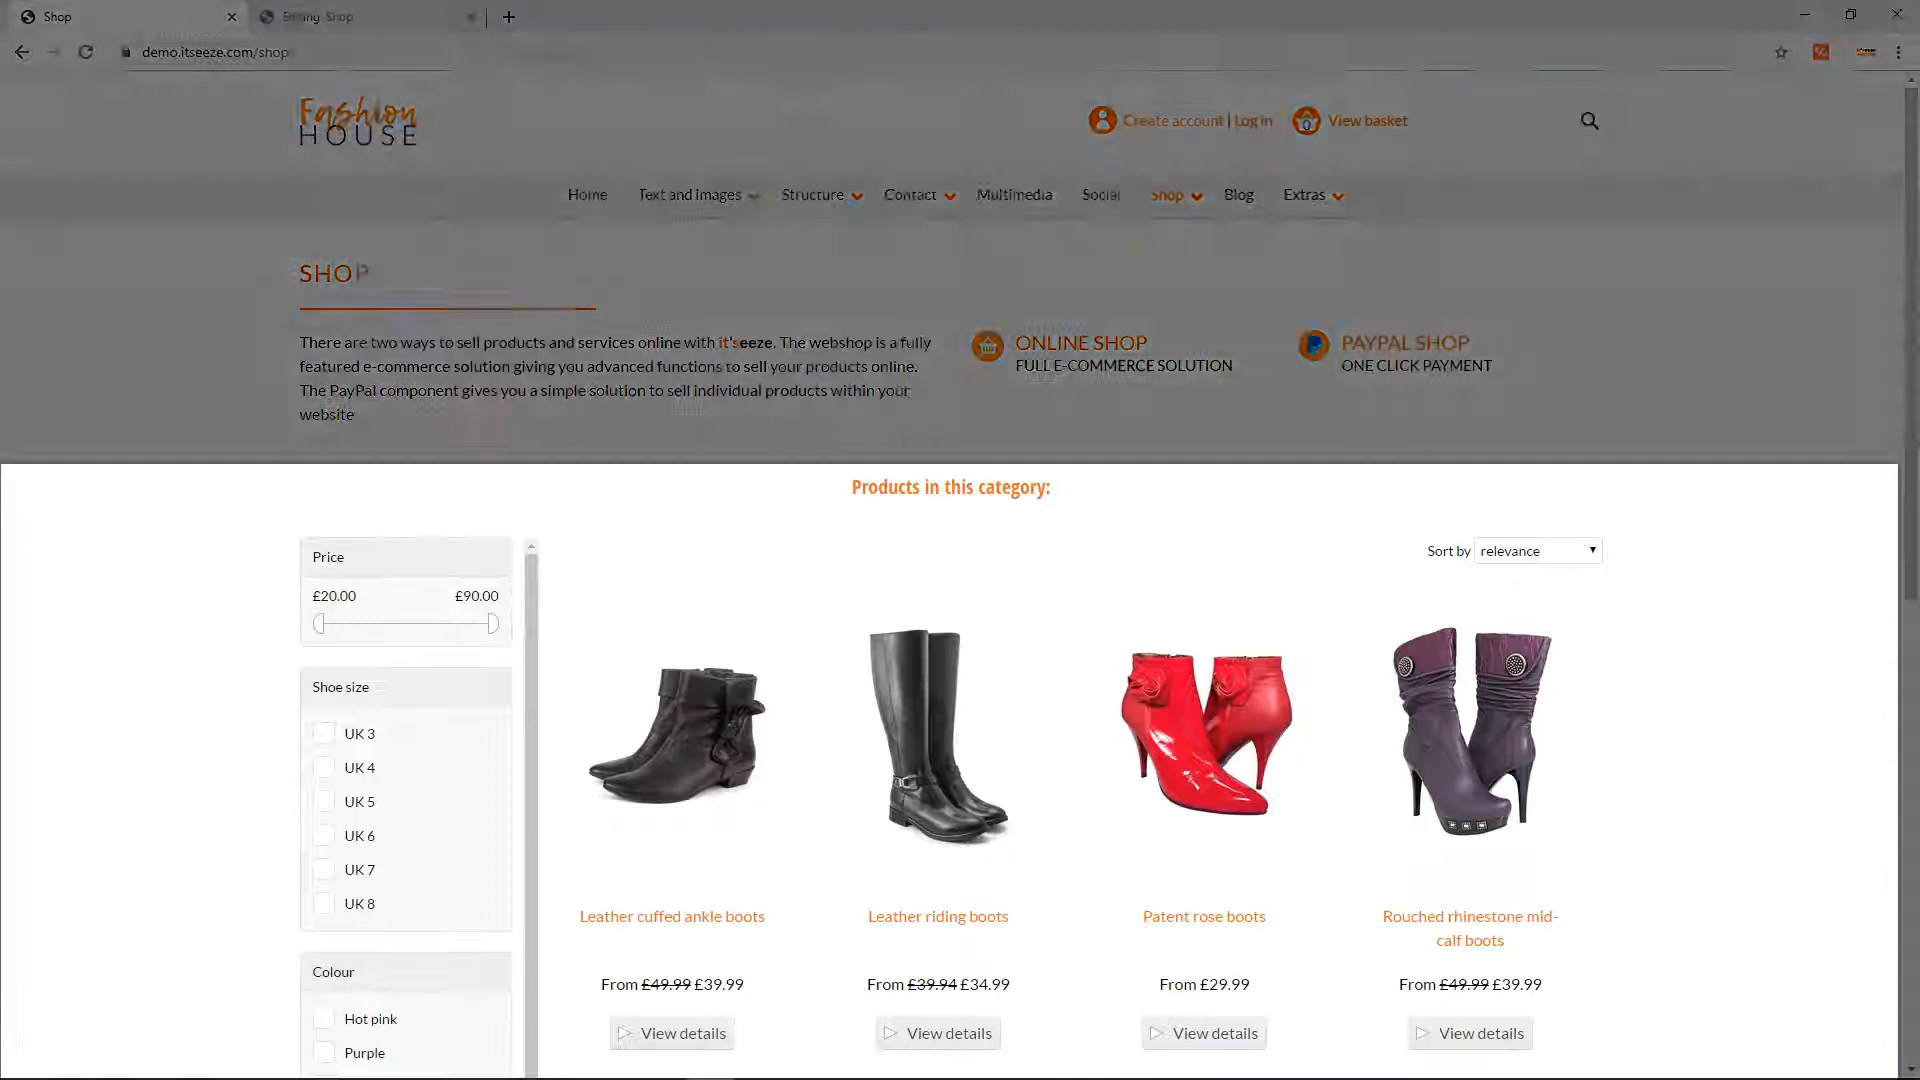 Shop
Editing: Shop
demo.itseeze.com/shop
Fashion
HOUSE
Create account | Log in
0
View basket
Home
Text and images
Structure
Contact
Multimedia
Social
Shop
Blog
Extras
SHOP
There are two ways to sell products and services online with it'seeze. The webshop is a fully
featured e-commerce solution giving you advanced functions to sell your products online.
The PayPal component gives you a simple solution to sell individual products within your
website
ONLINE SHOP
FULL E-COMMERCE SOLUTION
PAYPAL SHOP
ONE CLICK PAYMENT
Products in this category:
Sort by relevance
Price
£20.00
£90.00
Shoe size
UK 3
UK 4
UK 5
UK 6
UK 7
UK 8
Colour
Hot pink
Purple
Leather cuffed ankle boots
From £49.99 £39.99
View details
Leather riding boots
From £39.94 £34.99
View details
Patent rose boots
From £29.99
View details
Rouched rhinestone mid-
calf boots
From £49.99 £39.99
View details